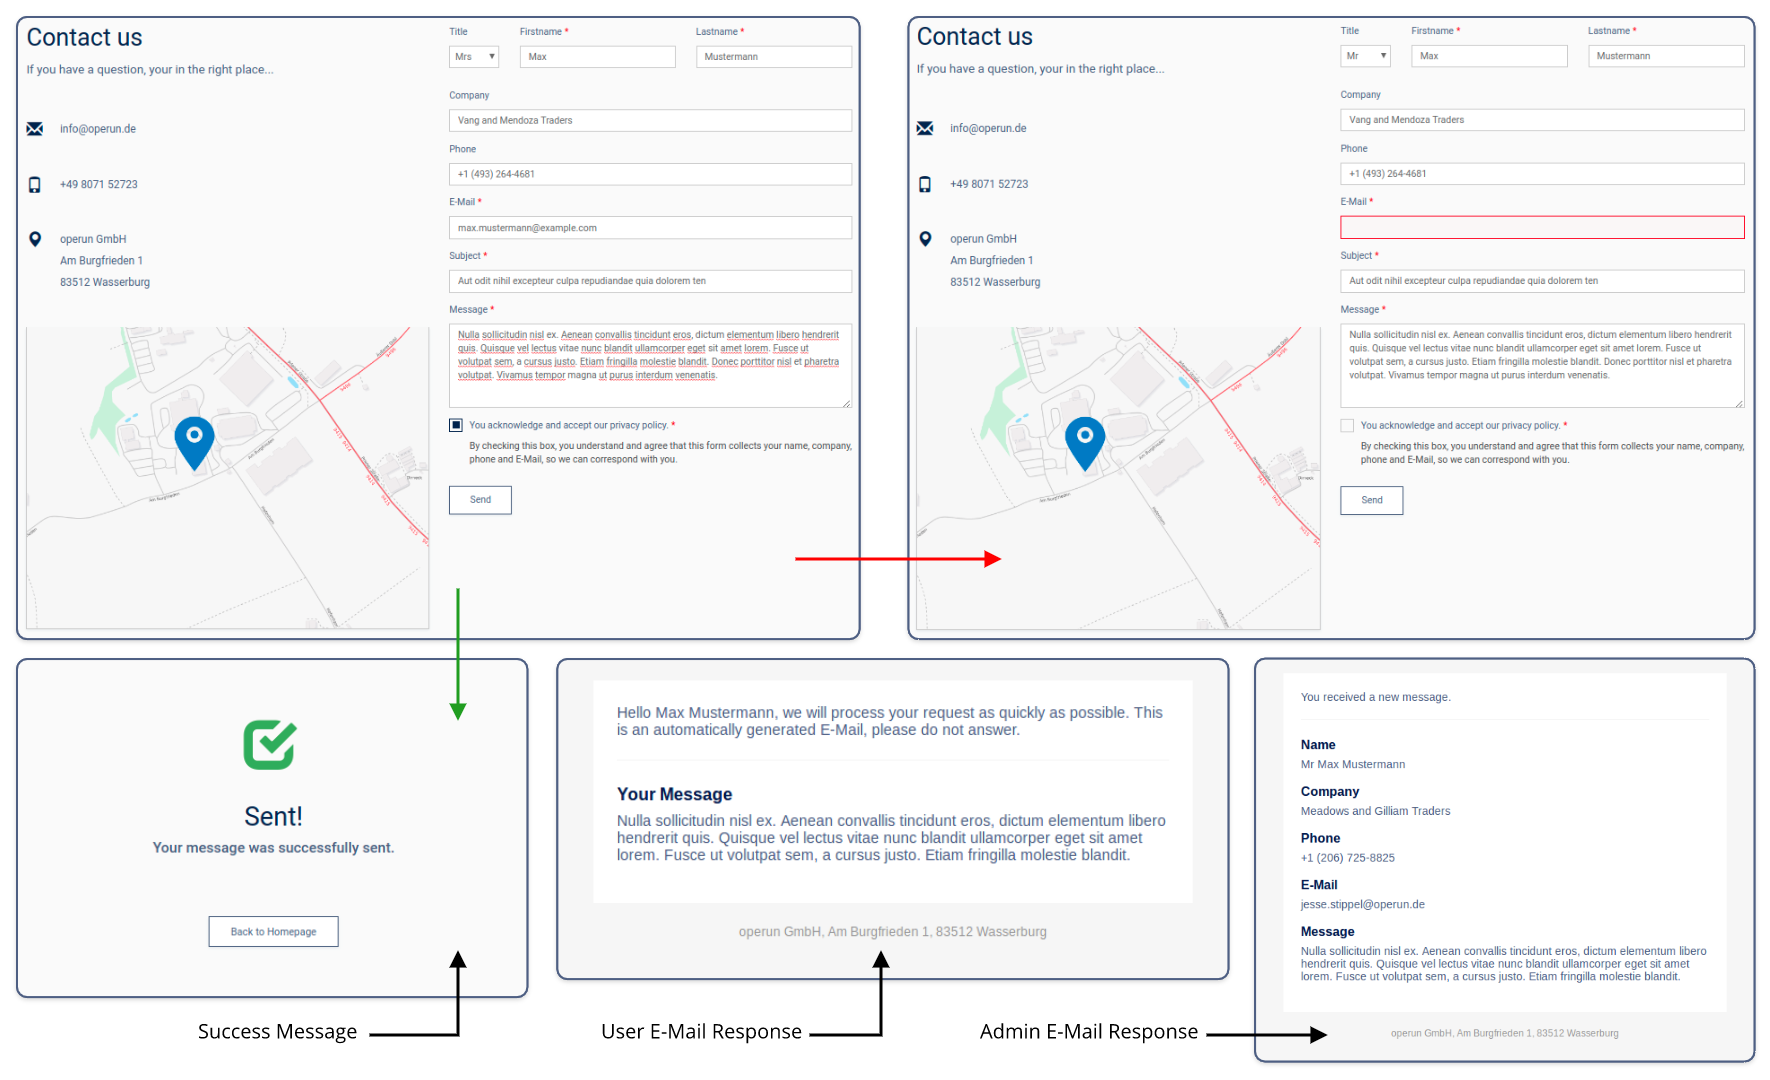 Contact us
If you have a question, your in the right place...
info@operun.de
+49 8071 52723
operun GmbH
Am Burgfrieden 1
83512 Wasserburg
Am Burgfrieden
Am Burgfrieden
Title
Firstname *
Lastname *
Mrs
Max
Mustermann
Company
Vang and Mendoza Traders
Phone
+1 (493) 264-4681
E-Mail *
max.mustermann@example.com
Subject *
Aut odit nihil excepteur culpa repudiandae quia dolorem ten
Message *
Nulla sollicitudin nisl ex. Aenean convallis tincidunt eros, dictum elementum libero hendrerit
quis. Quisque vel lectus vitae nunc blandit ullamcorper eget sit amet lorem. Fusce ut
volutpat sem, a cursus justo. Etiam fringilla molestie blandit. Donec porttitor nisl et pharetra
volutpat. Vivamus tempor magna ut purus interdum venenatis.
You acknowledge and accept our privacy policy. *
By checking this box, you understand and agree that this form collects your name, company,
phone and E-Mail, so we can correspond with you.
Send
Contact us
If you have a question, your in the right place...
info@operun.de
+49 8071 52723
operun GmbH
Am Burgfrieden 1
83512 Wasserburg
Am Burgfrieden
Am Burgfrieden
Title
Firstname *
Lastname *
Mr
Max
Mustermann
Company
Vang and Mendoza Traders
Phone
+1 (493) 264-4681
E-Mail *
Subject *
Aut odit nihil excepteur culpa repudiandae quia dolorem ten
Message *
Nulla sollicitudin nisl ex. Aenean convallis tincidunt eros, dictum elementum libero hendrerit
quis. Quisque vel lectus vitae nunc blandit ullamcorper eget sit amet lorem. Fusce ut
volutpat sem, a cursus justo. Etiam fringilla molestie blandit. Donec porttitor nisl et pharetra
volutpat. Vivamus tempor magna ut purus interdum venenatis.
You acknowledge and accept our privacy policy. *
By checking this box, you understand and agree that this form collects your name, company,
phone and E-Mail, so we can correspond with you.
Send
Sent!
Your message was successfully sent.
Back to Homepage
Success Message
Hello Max Mustermann, we will process your request as quickly as possible. This
is an automatically generated E-Mail, please do not answer.
Your Message
Nulla sollicitudin nisl ex. Aenean convallis tincidunt eros, dictum elementum libero
hendrerit quis. Quisque vel lectus vitae nunc blandit ullamcorper eget sit amet
lorem. Fusce ut volutpat sem, a cursus justo. Etiam fringilla molestie blandit.
operun GmbH, Am Burgfrieden 1, 83512 Wasserburg
User E-Mail Response
You received a new message.
Name
Mr Max Mustermann
Company
Meadows and Gilliam Traders
Phone
+1 (206) 725-8825
E-Mail
jesse.stippel@operun.de
Message
Nulla sollicitudin nisl ex. Aenean convallis tincidunt eros, dictum elementum libero
hendrerit quis. Quisque vel lectus vitae nunc blandit ullamcorper eget sit amet
lorem. Fusce ut volutpat sem, a cursus justo. Etiam fringilla molestie blandit.
operun GmbH, Am Burgfrieden 1, 83512 Wasserburg
Admin E-Mail Response